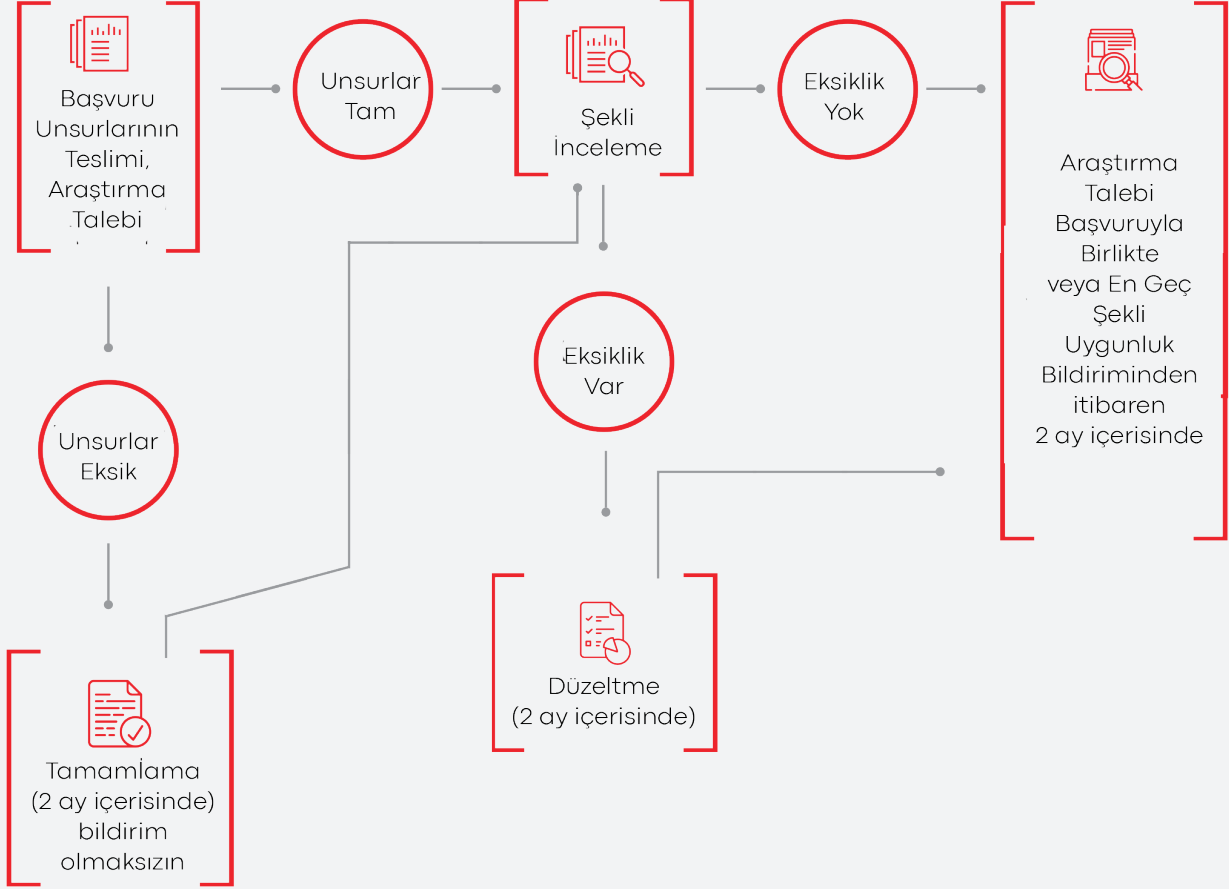 Başvuru
Unsurlarının
Teslimi,
Araştırma
Talebi
Unsurlar
Tam
Şekli
İnceleme
Eksiklik
Yok
Araştırma
Talebi
Başvuruyla
Birlikte
veya En Geç
Şekli
Uygunluk
Bildiriminden
itibaren
2 ay içerisinde
Unsurlar
Eksik
Eksiklik
Var
Tamamlama
(2 ay içerisinde)
bildirim
olmaksızın
Düzeltme
(2 ay içerisinde)